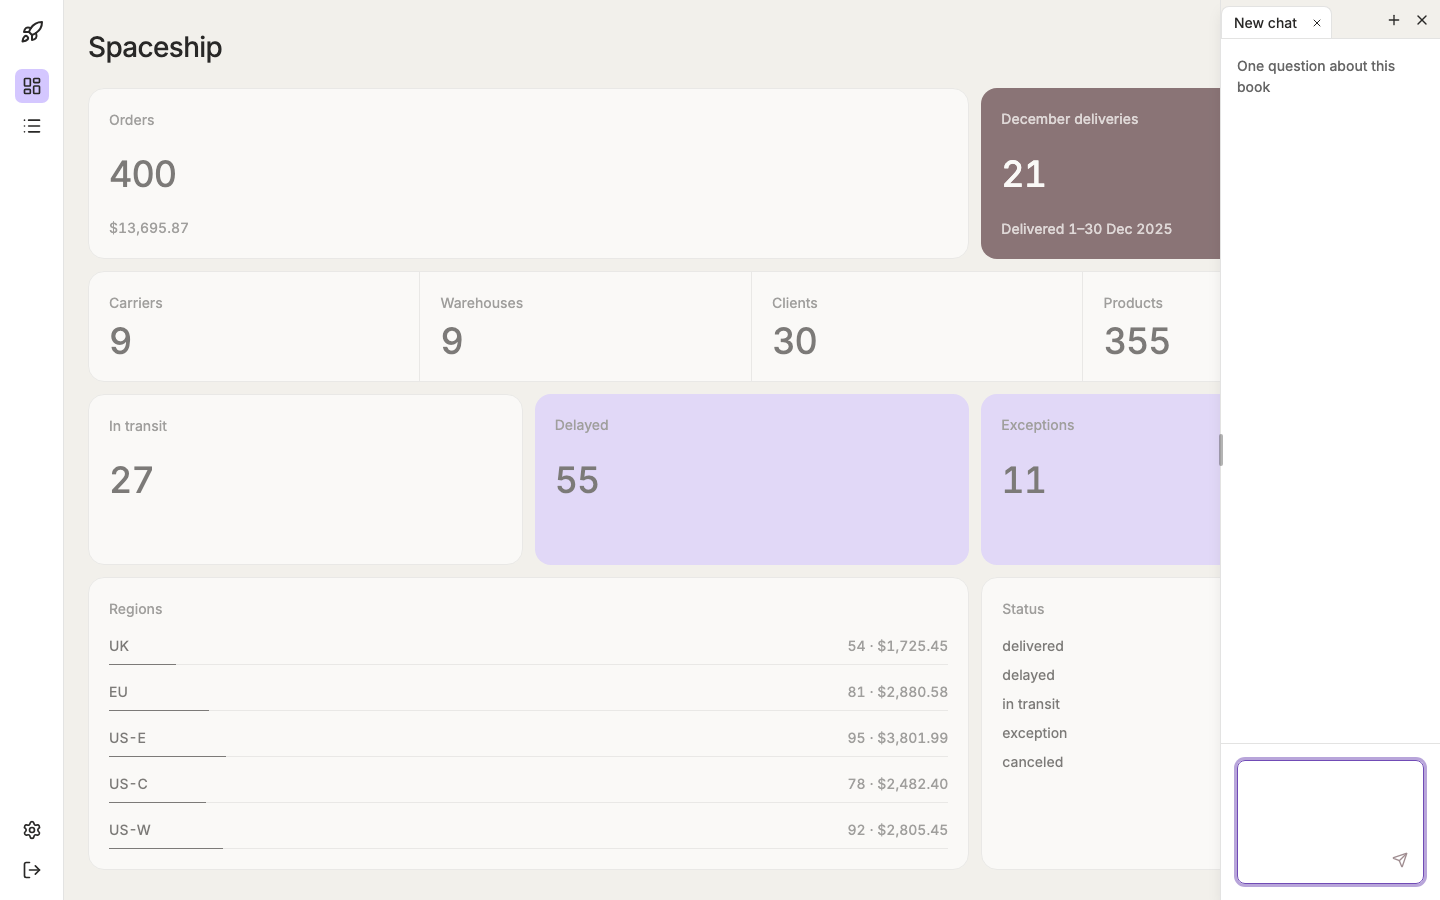 Spaceship
Orders
400
$13,695.87
December deliveries
21
Delivered 1–30 Dec 2025
Carriers
9
Warehouses
9
Clients
30
Products
355
In transit
27
Delayed
55
Exceptions
11
Regions
UK
54 · $1,725.45
EU
81 · $2,880.58
US-E
95 · $3,801.99
US-C
78 · $2,482.40
US-W
92 · $2,805.45
Status
delivered
delayed
in transit
exception
canceled
New chat
One question about this
book